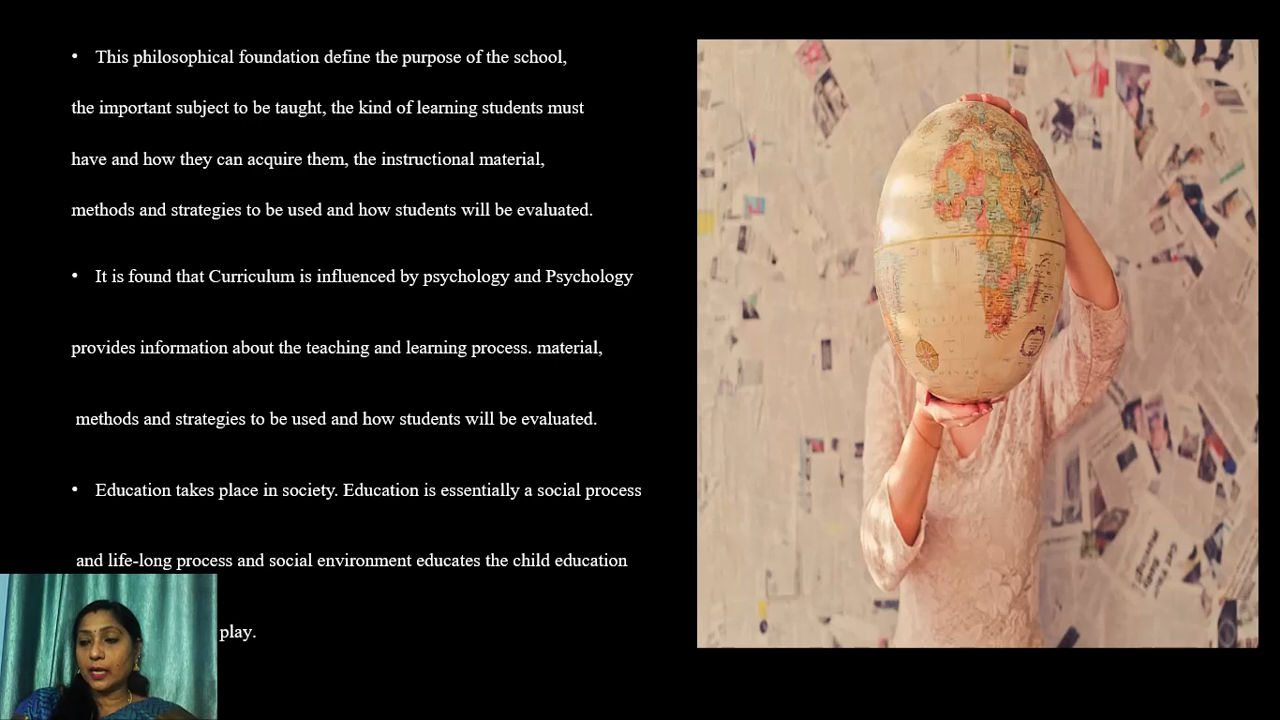 • This philosophical foundation define the purpose of the school,
the important subject to be taught, the kind of learning students must
have and how they can acquire them, the instructional material,
methods and strategies to be used and how students will be evaluated.
• It is found that Curriculum is influenced by psychology and Psychology
provides information about the teaching and learning process. material,
methods and strategies to be used and how students will be evaluated.
• Education takes place in society. Education is essentially a social process
and life-long process and social environment educates the child education
play.